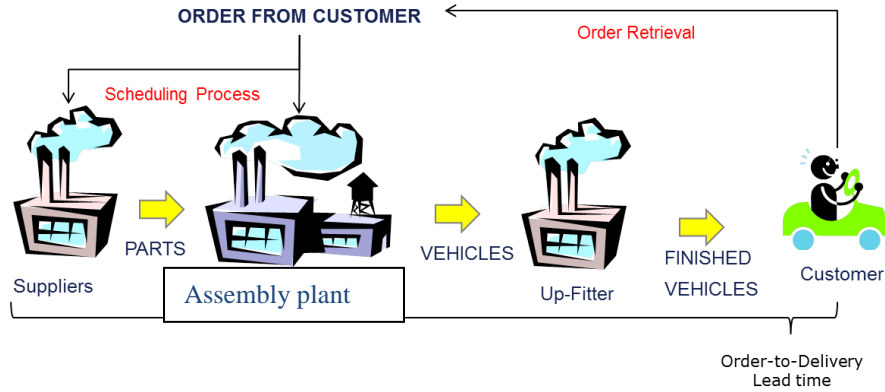 ORDER FROM CUSTOMER
Order Retrieval
Scheduling Process
PARTS
VEHICLES
FINISHED
VEHICLES
Suppliers
Assembly plant
Up-Fitter
Customer
Order-to-Delivery
Lead time